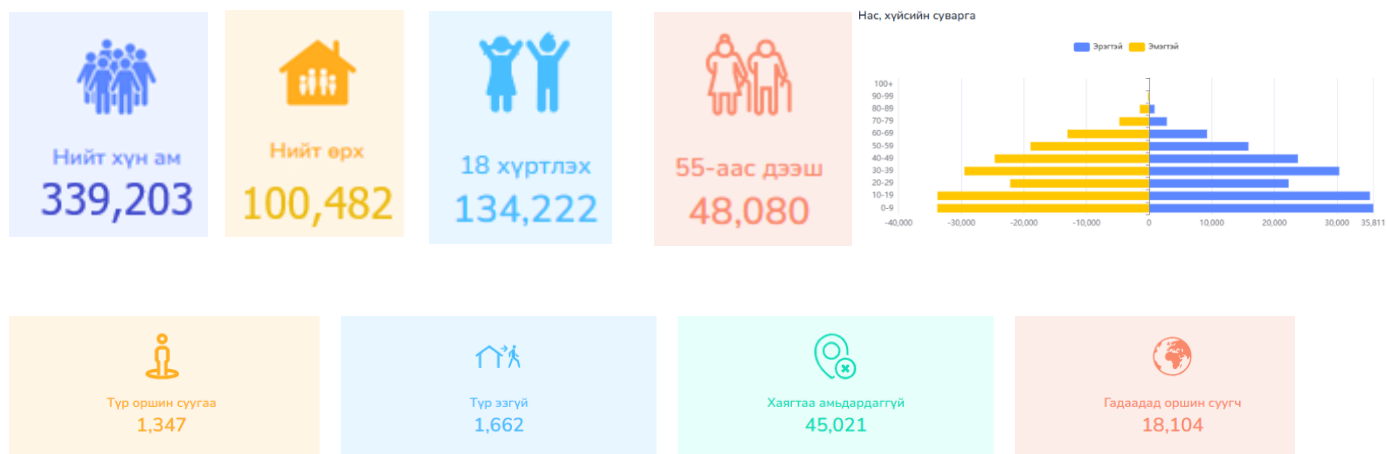 Нийт хүн ам
339,203
Нийт өрх
100,482
18 хүртлэх
134,222
55-аас дээш
48,080
Нас, хүйсийн суварга
Эрэгтэй Эмэгтэй
100+
90-99
80-89
70-79
60-69
50-59
40-49
30-39
20-29
10-19
0-9
-40,000 -30,000 -20,000 -10,000 0 10,000 20,000 30,000 35,811
Түр оршин суугаа
1,347
Түр эзгүй
1,662
Хаягтаа амьдардаггүй
45,021
Гадаадад оршин суугч
18,104